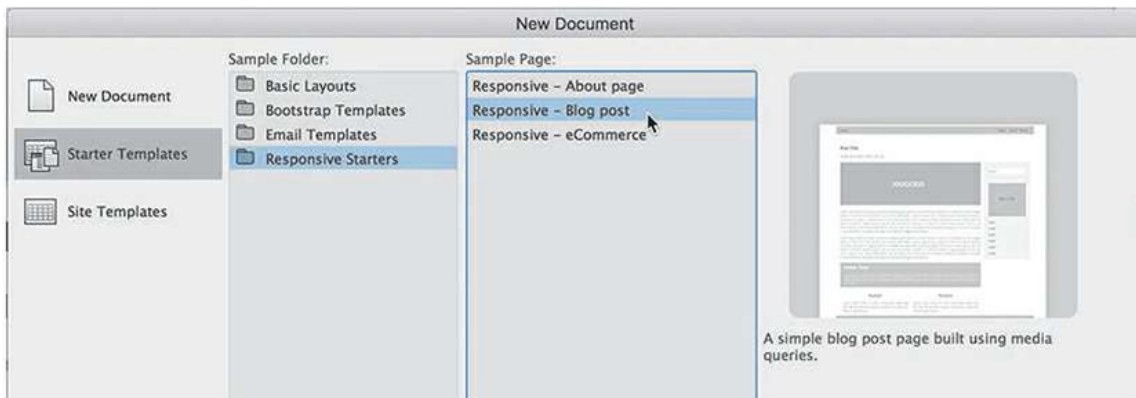 New Document
New Document
Starter Templates
Site Templates
Sample Folder:
Basic Layouts
Bootstrap Templates
Email Templates
Responsive Starters
Sample Page:
Responsive – About page
Responsive – Blog post
Responsive – eCommerce
A simple blog post page built using media
queries.